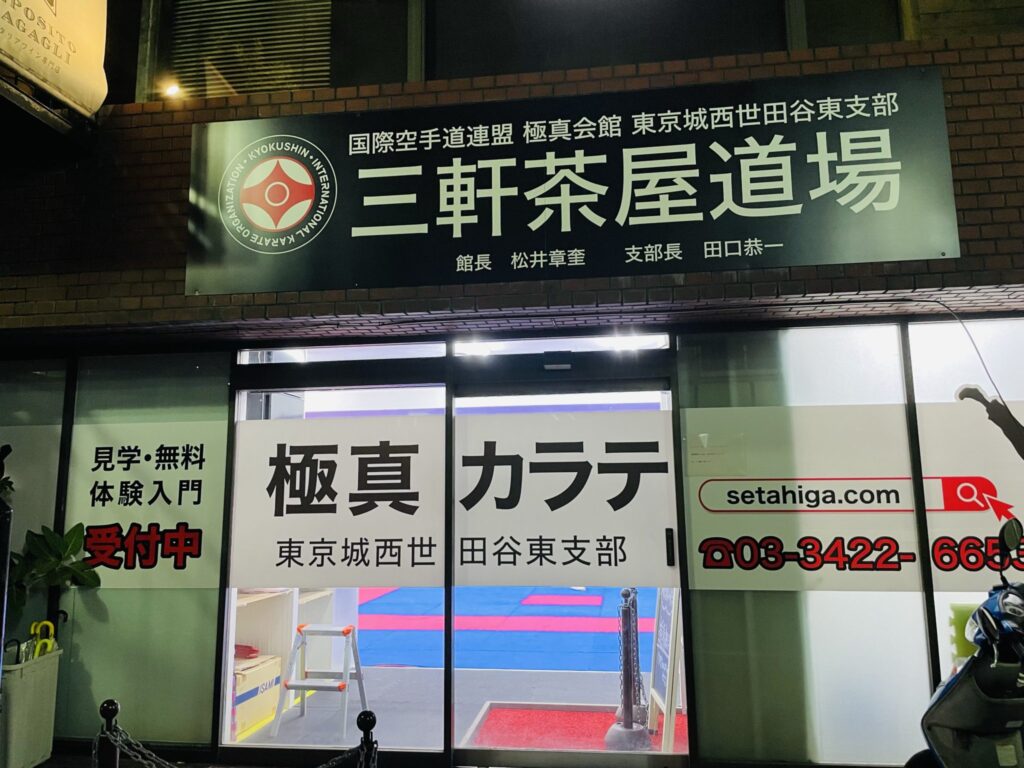 国際空手道連盟 極真会館 東京城西世田谷東支部
KYOKUSHIN・INTERNATIONAL KARATE ORGANIZATION・
三軒茶屋道場
館長 松井章奎 支部長 田口恭一
見学・無料
体験入門
受付中
極真 カラテ
東京城西世 田谷東支部
setahiga.com
☎03-3422-665
ISAMI